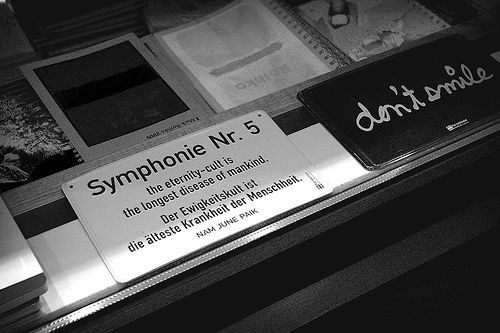 Symphonie Nr. 5
the eternity-cult is
the longest disease of mankind.
Der Ewigkeitskult ist
die älteste Krankheit der Menschheit.
NAM JUNE PAIK
don't smile